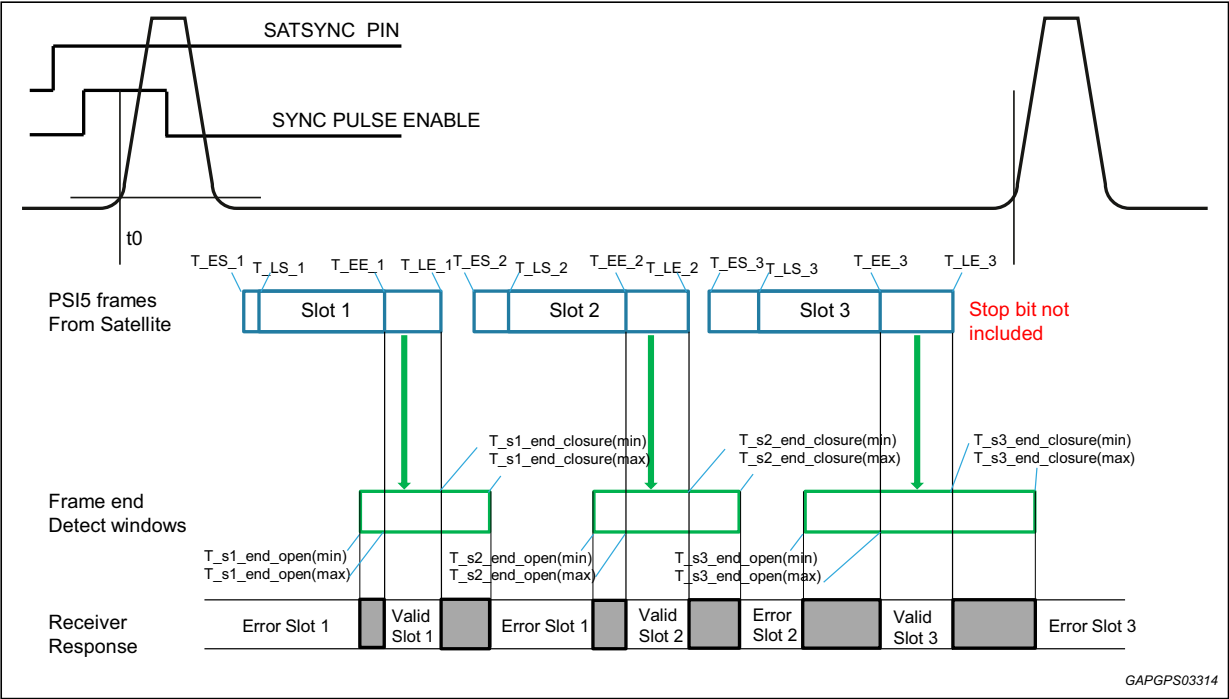 SATSYNC PIN
SYNC PULSE ENABLE
t0
T_ES_1 T_LS_1 T_EE_1 T_LE_1 T_ES_2 T_LS_2 T_EE_2 T_LE_2 T_ES_3 T_LS_3 T_EE_3 T_LE_3
PSI5 frames
From Satellite
Slot 1
Slot 2
Slot 3
Stop bit not
included
T_s1_end_closure(min)
T_s1_end_closure(max)
T_s2_end_closure(min)
T_s2_end_closure(max)
T_s3_end_closure(min)
T_s3_end_closure(max)
Frame end
Detect windows
T_s1_end_open(min)
T_s1_end_open(max)
T_s2_end_open(min)
T_s2_end_open(max)
T_s3_end_open(min)
T_s3_end_open(max)
Receiver
Response
Error Slot 1
Valid
Slot 1
Error Slot 1
Valid
Slot 2
Error
Slot 2
Valid
Slot 3
Error Slot 3
GAPGPS03314